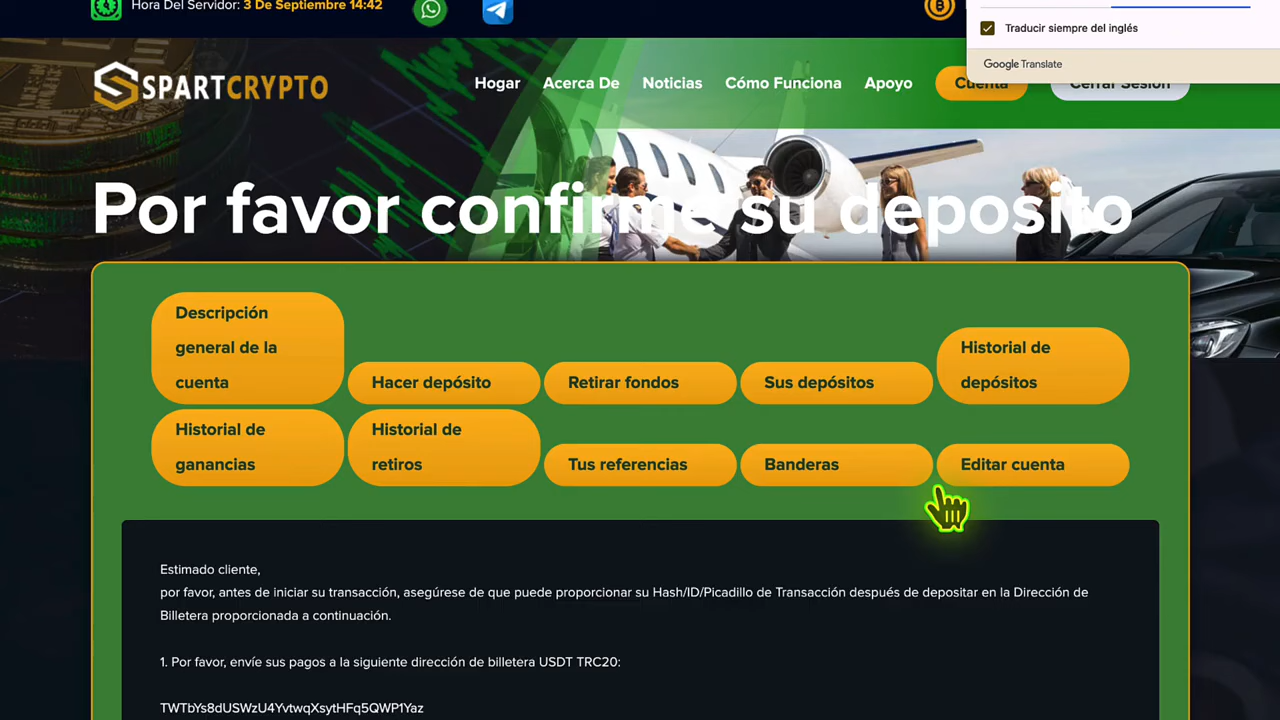 Hora Del Servidor: 3 De Septiembre 14:42
Traducir siempre del inglés
Google Translate
SPARTCRYPTO
Hogar Acerca De Noticias Cómo Funciona Apoyo Cuenta Cerrar Sesión
Por favor confirme su deposito
Descripción
general de la
cuenta
Hacer depósito
Retirar fondos
Sus depósitos
Historial de
depósitos
Historial de
ganancias
Historial de
retiros
Tus referencias
Banderas
Editar cuenta
Estimado cliente,
por favor, antes de iniciar su transacción, asegúrese de que puede proporcionar su Hash/ID/Picadillo de Transacción después de depositar en la Dirección de
Billetera proporcionada a continuación.
1. Por favor, envíe sus pagos a la siguiente dirección de billetera USDT TRC20:
TWTbYs8dUSWzU4YvtwqXsytHFq5QWP1Yaz